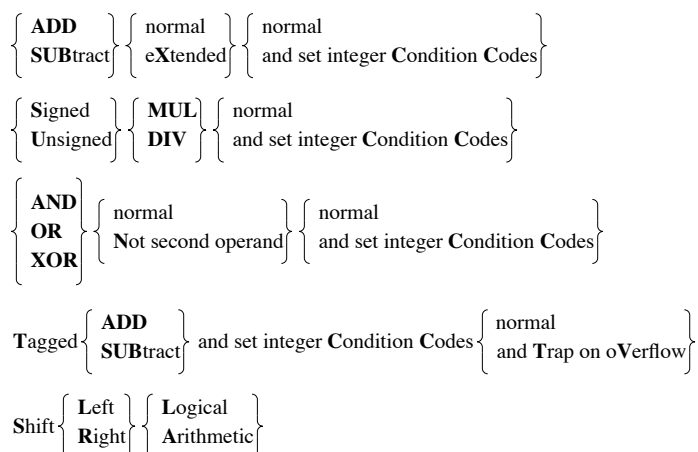 ADD normal normal
SUBtract eXtended and set integer Condition Codes
Signed MUL normal
Unsigned DIV and set integer Condition Codes
AND
normal normal
OR
Not second operand and set integer Condition Codes
XOR
ADD normal
Tagged and set integer Condition Codes
SUBtract and Trap on oVerflow
Left Logical
Shift
Right Arithmetic